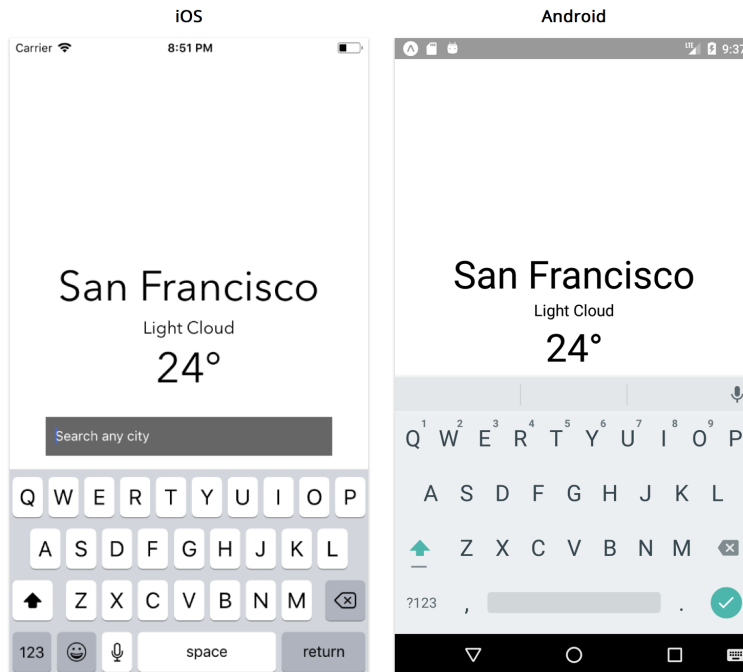 iOS
Carrier 8:51 PM
San Francisco
Light Cloud
24°
Search any city
Q W E R T Y U I O P
A S D F G H J K L
Z X C V B N M
123 space return
Android
LTE 9:37
San Francisco
Light Cloud
24°
1 2 3 4 5 6 7 8 9
Q W E R T Y U I O P
A S D F G H J K L
Z X C V B N M
?123 , .